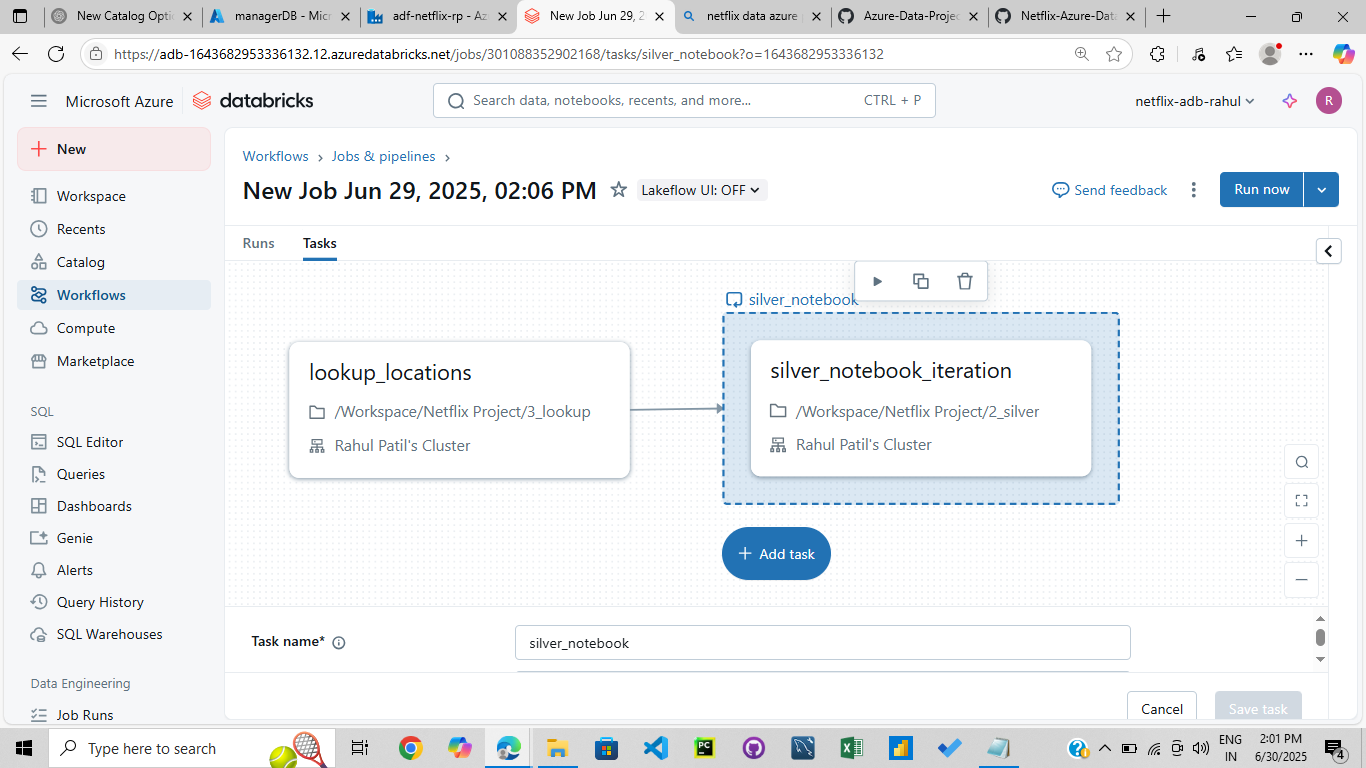 New Catalog Opti
managerDB - Micr
adf-netflix-rp - Az
New Job Jun 29, 2
netflix data azure p
Azure-Data-Projec
Netflix-Azure-Data
https://adb-1643682953336132.12.azuredatabricks.net/jobs/301088352902168/tasks/silver_notebook?o=1643682953336132
Microsoft Azure
databricks
Search data, notebooks, recents, and more...
CTRL + P
netflix-adb-rahul
R
New
Workspace
Recents
Catalog
Workflows
Compute
Marketplace
SQL
SQL Editor
Queries
Dashboards
Genie
Alerts
Query History
SQL Warehouses
Data Engineering
Job Runs
Workflows › Jobs & pipelines ›
New Job Jun 29, 2025, 02:06 PM
Lakeflow UI: OFF
Send feedback
Run now
Runs
Tasks
silver_notebook
lookup_locations
/Workspace/Netflix Project/3_lookup
Rahul Patil's Cluster
silver_notebook_iteration
/Workspace/Netflix Project/2_silver
Rahul Patil's Cluster
+ Add task
Task name*
silver_notebook
Cancel
Save task
Type here to search
ENG
IN
2:01 PM
6/30/2025
4